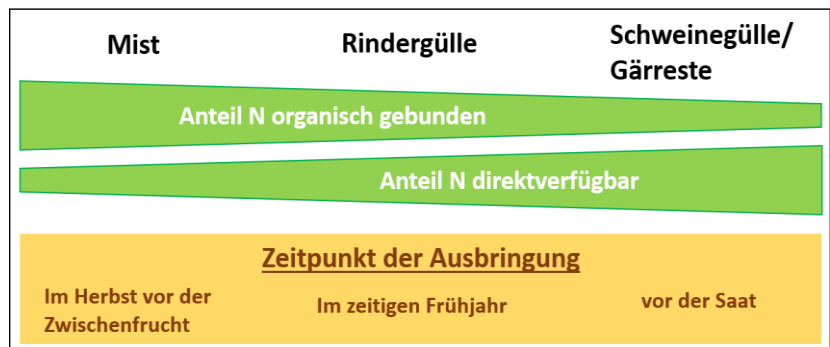 Mist
Rindergülle
Schweinegülle/
Gärreste
Anteil N organisch gebunden
Anteil N direktverfügbar
Zeitpunkt der Ausbringung
Im Herbst vor der
Zwischenfrucht
Im zeitigen Frühjahr
vor der Saat